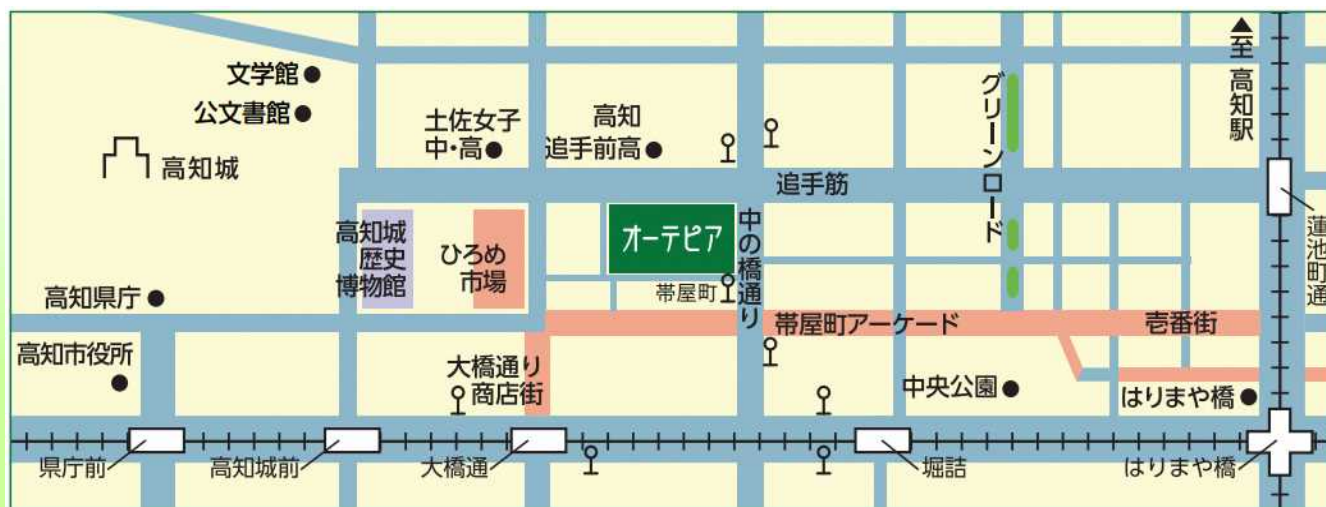 ▲至 高知駅
文学館
公文書館
高知城
土佐女子
中・高
高知
追手前高
グリーンロード
追手筋
蓮池町通
高知城
歴史
博物館
ひろめ
市場
オーテピア
中の橋通り
帯屋町
高知県庁
帯屋町アーケード
壱番街
高知市役所
大橋通り
商店街
中央公園
はりまや橋
県庁前
高知城前
大橋通
堀詰
はりまや橋